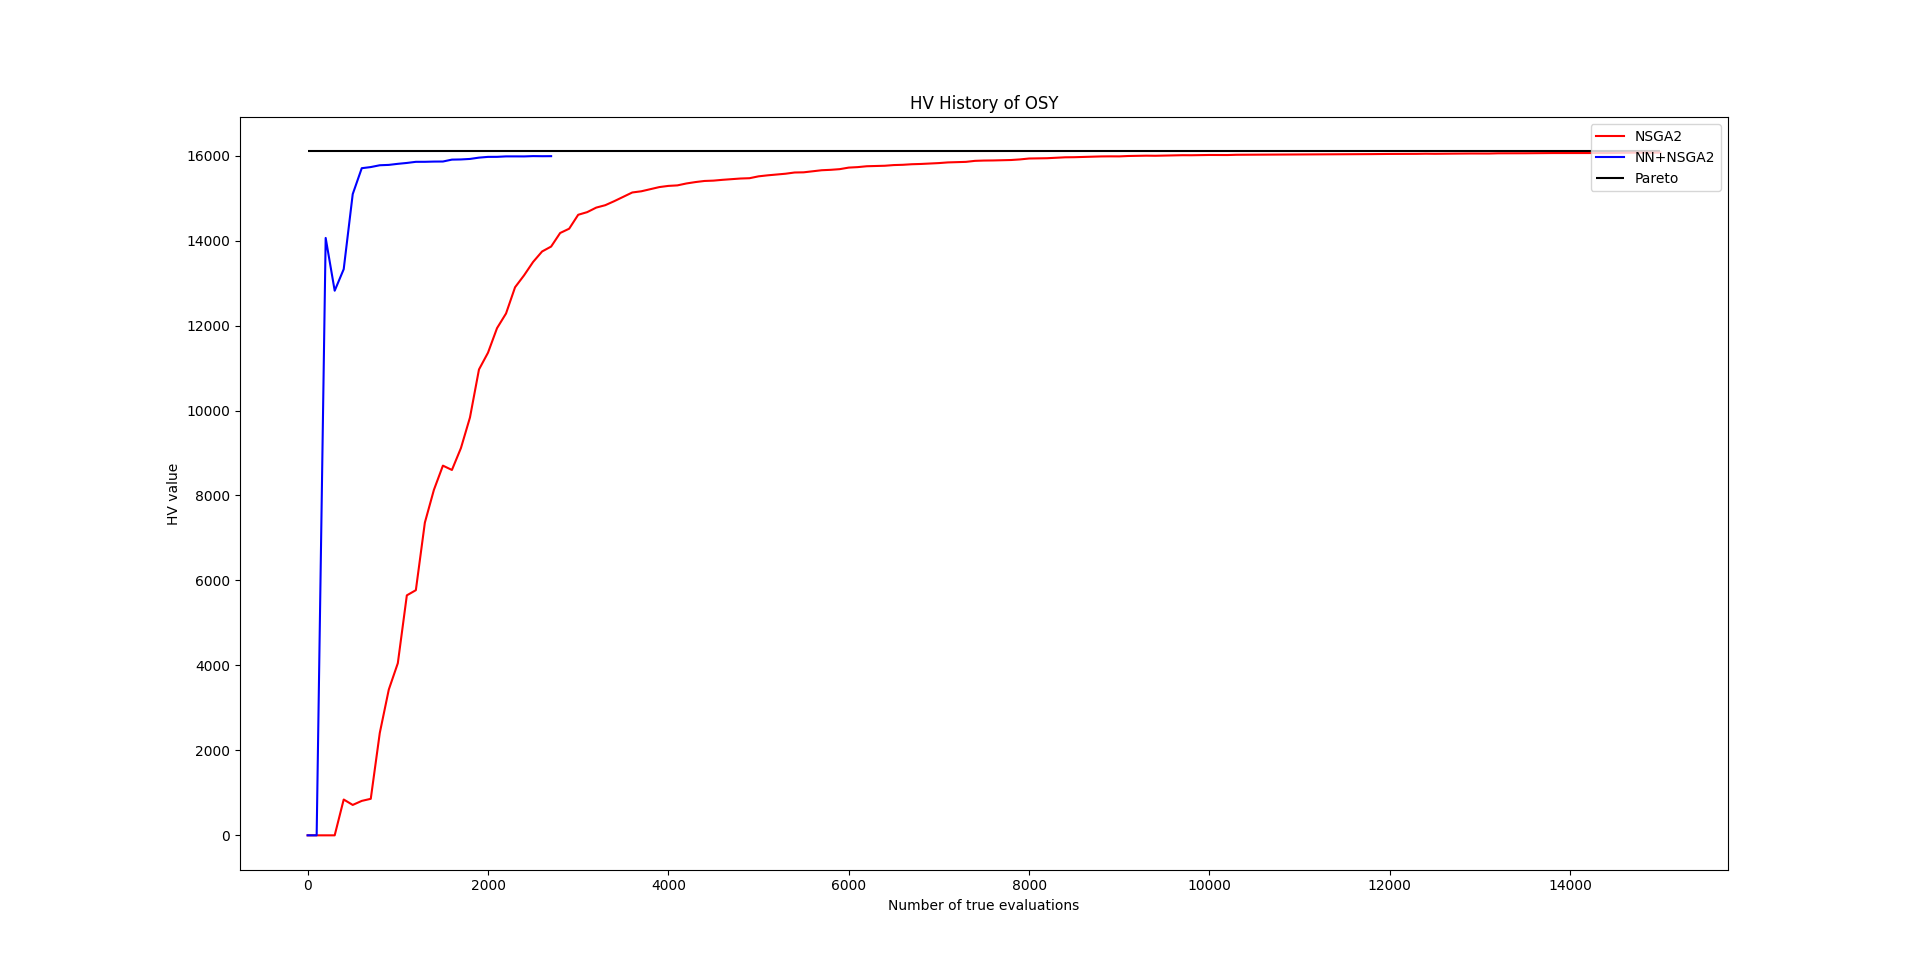 HV History of OSY
NSGA2
NN+NSGA2
Pareto
16000
14000
12000
10000
8000
6000
4000
2000
0
HV value
0 2000 4000 6000 8000 10000 12000 14000
Number of true evaluations